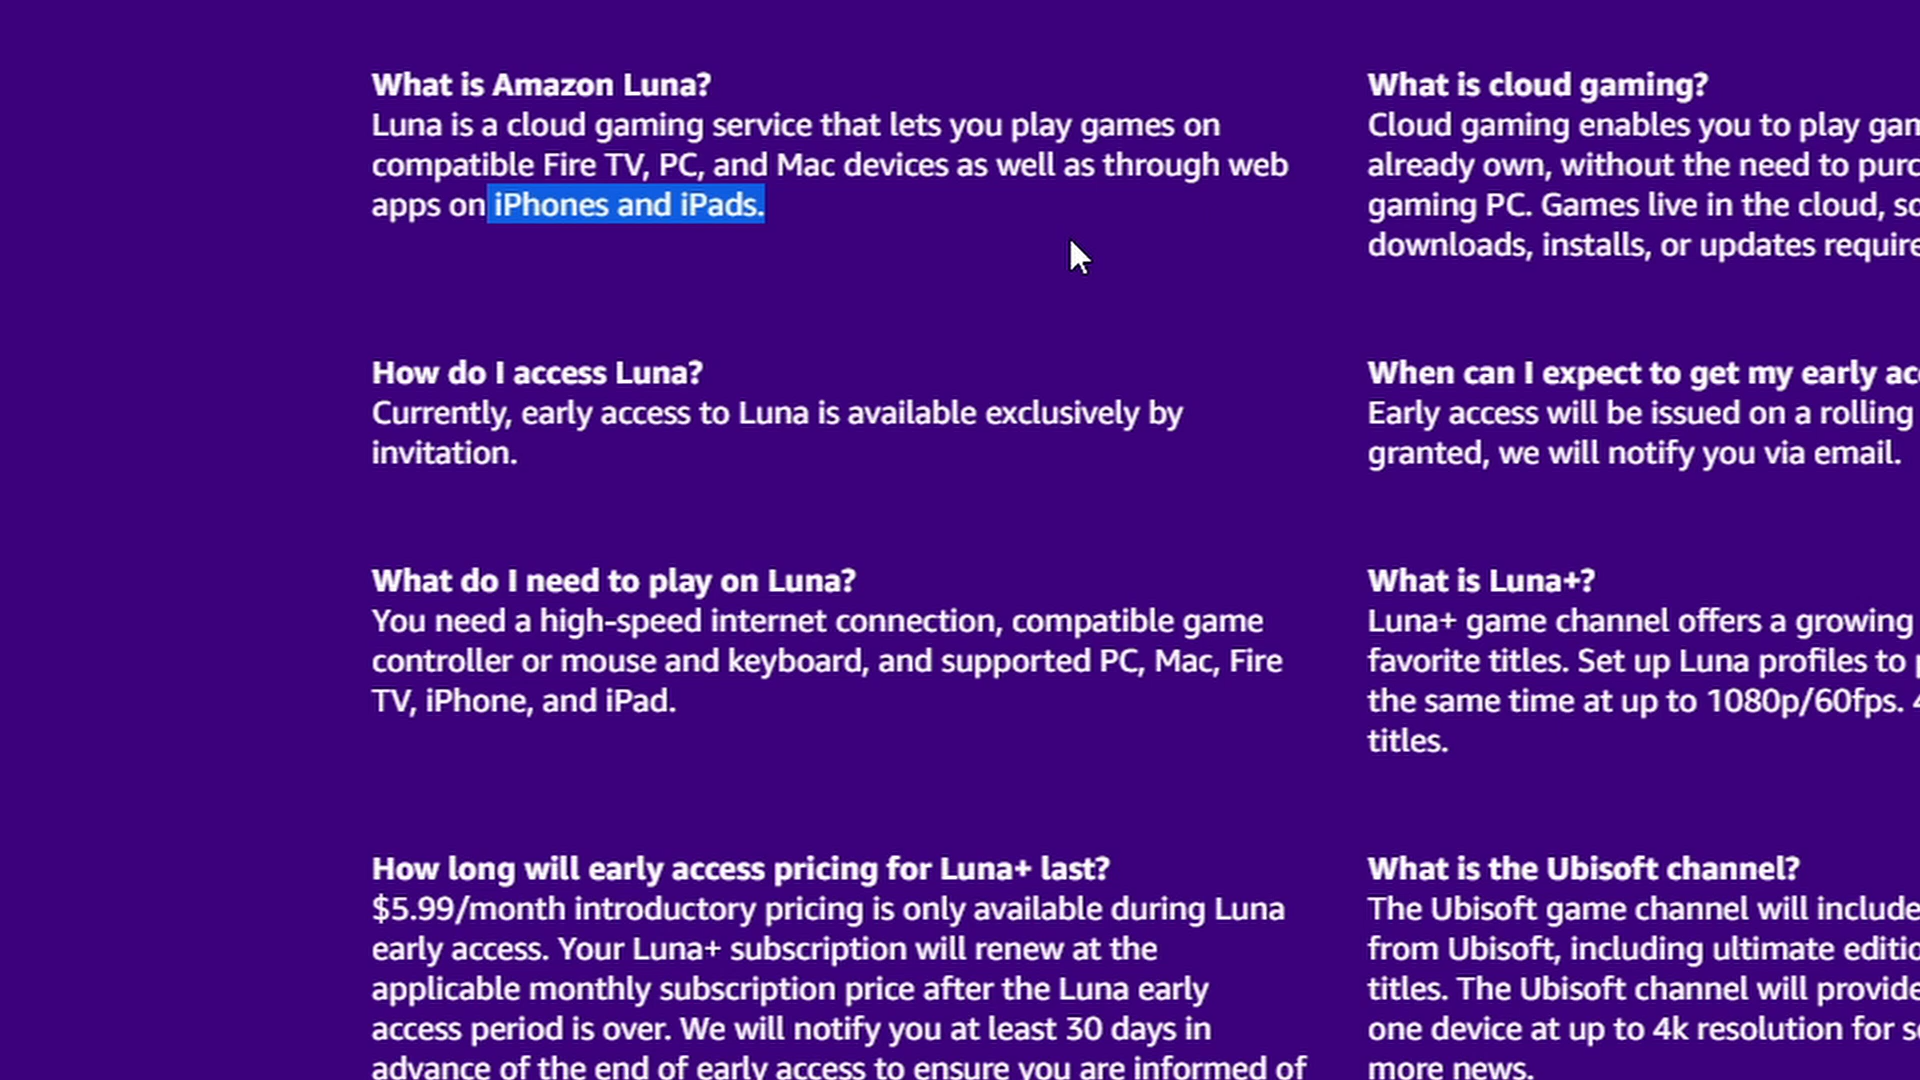 What is Amazon Luna?
Luna is a cloud gaming service that lets you play games on
compatible Fire TV, PC, and Mac devices as well as through web
apps on iPhones and iPads.
How do I access Luna?
Currently, early access to Luna is available exclusively by
invitation.
What do I need to play on Luna?
You need a high-speed internet connection, compatible game
controller or mouse and keyboard, and supported PC, Mac, Fire
TV, iPhone, and iPad.
How long will early access pricing for Luna+ last?
$5.99/month introductory pricing is only available during Luna
early access. Your Luna+ subscription will renew at the
applicable monthly subscription price after the Luna early
access period is over. We will notify you at least 30 days in
advance of the end of early access to ensure you are informed of
What is cloud gaming?
Cloud gaming enables you to play
already own, without the need to
gaming PC. Games live in the cloud,
downloads, installs, or updates
When can I expect to get my early
Early access will be issued on a rolling
granted, we will notify you via email.
What is Luna+?
Luna+ game channel offers a growing
favorite titles. Set up Luna profiles to
the same time at up to 1080p/60fps.
titles.
What is the Ubisoft channel?
The Ubisoft game channel will include
from Ubisoft, including ultimate
titles. The Ubisoft channel will provide
one device at up to 4k resolution for
more news.